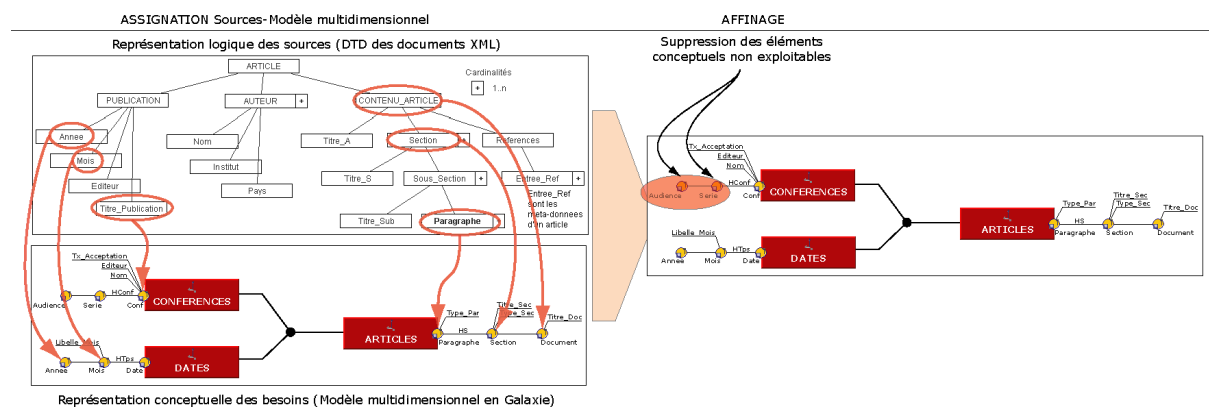 ASSIGNATION Sources-Modèle multidimensionnel
AFFINAGE
Représentation logique des sources (DTD des documents XML)
Suppression des éléments
conceptuels non exploitables
ARTICLE
Cardinalités
+ 1..n
PUBLICATION
AUTEUR +
CONTENU_ARTICLE
Annee
Mois
Editeur
Titre_Publication
Nom
Institut
Pays
Titre_A
Section +
References
Titre_S
Sous_Section +
Entree_Ref +
Entree_Ref
sont les
meta-donnees
d'un article
Titre_Sub
Paragraphe
Tx_Acceptation
Editeur
Nom
HConf
Audience
Serie
Conf
CONFERENCES
Libelle_Mois
HTps
Annee
Mois
Date
DATES
ARTICLES
Type_Par
HS
Titre_Sec
Type_Sec
Titre_Doc
Paragraphe
Section
Document
Représentation conceptuelle des besoins (Modèle multidimensionnel en Galaxie)
Tx_Acceptation
Editeur
Nom
HConf
Audience
Serie
Conf
CONFERENCES
Libelle_Mois
HTps
Annee
Mois
Date
DATES
ARTICLES
Type_Par
HS
Titre_Sec
Type_Sec
Titre_Doc
Paragraphe
Section
Document